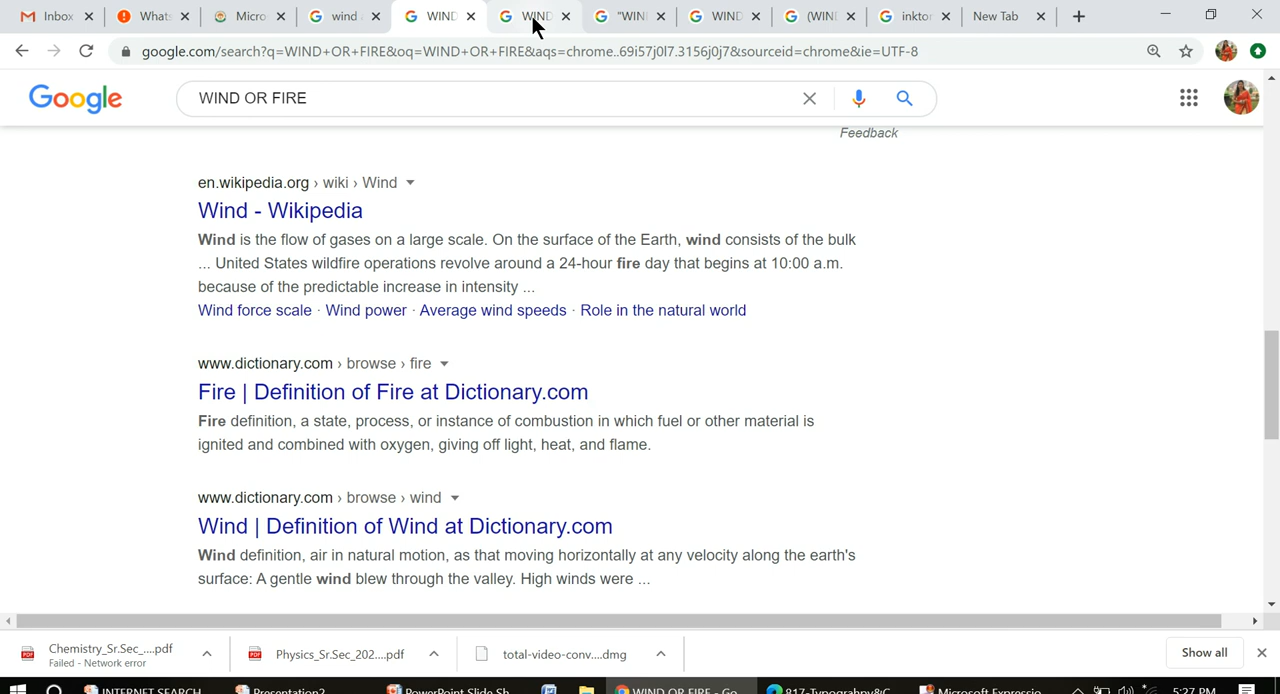 Inbox
What:
Micro
wind
WIND
WIND
"WIN
WIND
(WIN
inktor
New Tab
google.com/search?q=WIND+OR+FIRE&oq=WIND+OR+FIRE&aqs=chrome..69i57j0l7.3156j0j7&sourceid=chrome&ie=UTF-8
Google
WIND OR FIRE
Feedback
en.wikipedia.org › wiki › Wind
Wind - Wikipedia
Wind is the flow of gases on a large scale. On the surface of the Earth, wind consists of the bulk
... United States wildfire operations revolve around a 24-hour fire day that begins at 10:00 a.m.
because of the predictable increase in intensity ...
Wind force scale · Wind power · Average wind speeds · Role in the natural world
www.dictionary.com › browse › fire
Fire | Definition of Fire at Dictionary.com
Fire definition, a state, process, or instance of combustion in which fuel or other material is
ignited and combined with oxygen, giving off light, heat, and flame.
www.dictionary.com › browse › wind
Wind | Definition of Wind at Dictionary.com
Wind definition, air in natural motion, as that moving horizontally at any velocity along the earth's
surface: A gentle wind blew through the valley. High winds were ...
Chemistry_Sr.Sec_....pdf
Failed - Network error
Physics_Sr.Sec_202....pdf
total-video-conv....dmg
Show all
INTERNET SEARCH
Presentation2
PowerPoint Slide Sh
WIND OR FIRE - Go
817-Typograhpy&C
Microsoft Expressio
5:27 PM